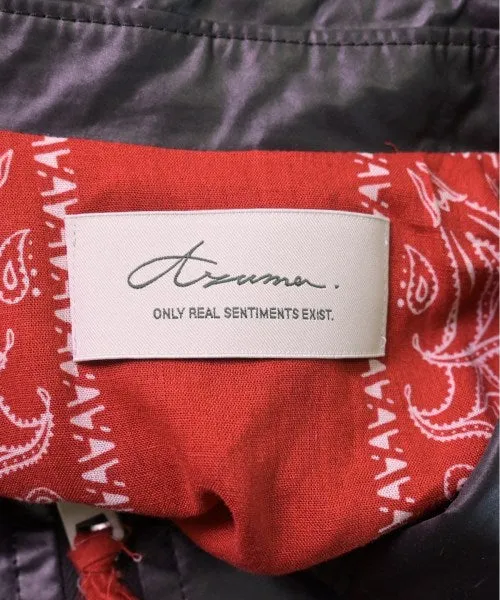 Azuma.
ONLY REAL SENTIMENTS EXIST.